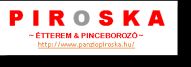 PIROSKA
~ ÉTTEREM & PINCEBOROZÓ ~
http://www.panziopiroska.hu/